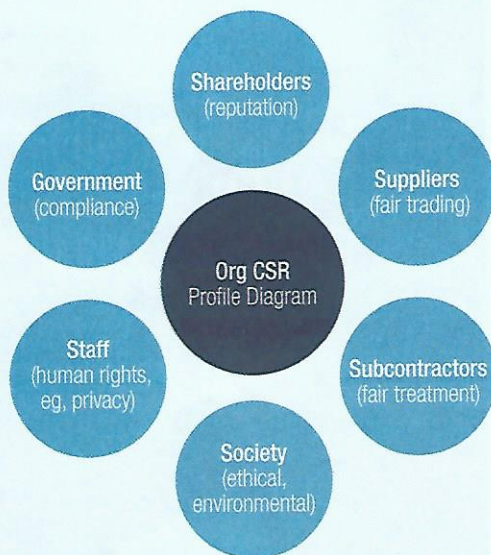 Shareholders
(reputation)
Government
(compliance)
Suppliers
(fair trading)
Org CSR
Profile Diagram
Staff
(human rights,
eg, privacy)
Subcontractors
(fair treatment)
Society
(ethical,
environmental)